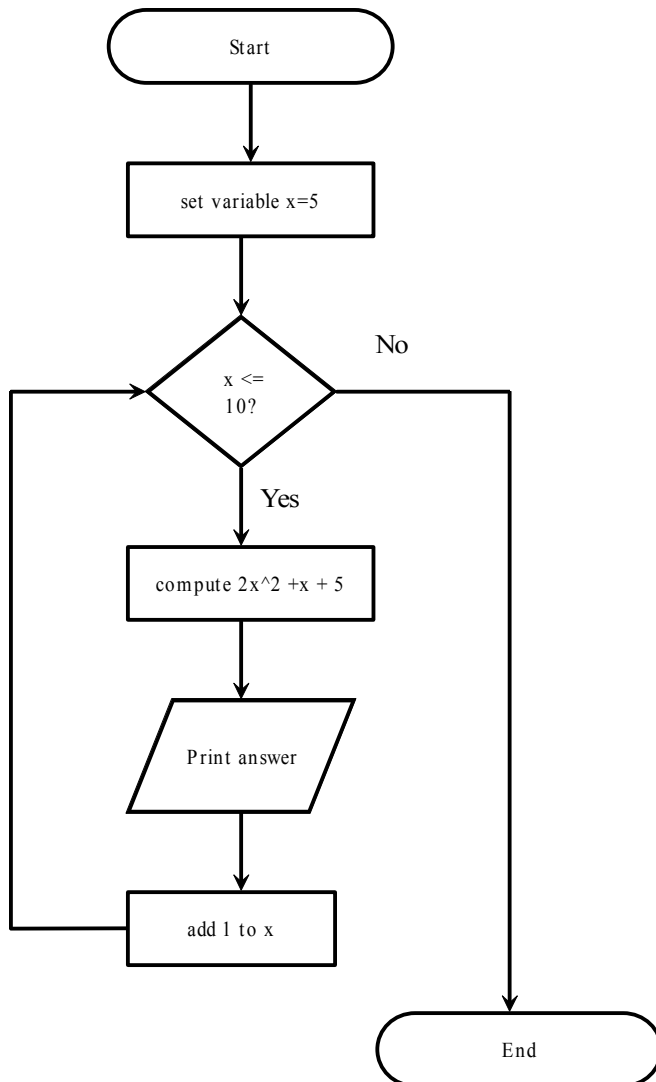 Start
set variable x=5
x <=
10?
No
Yes
compute 2x^2 +x + 5
Print answer
add 1 to x
End